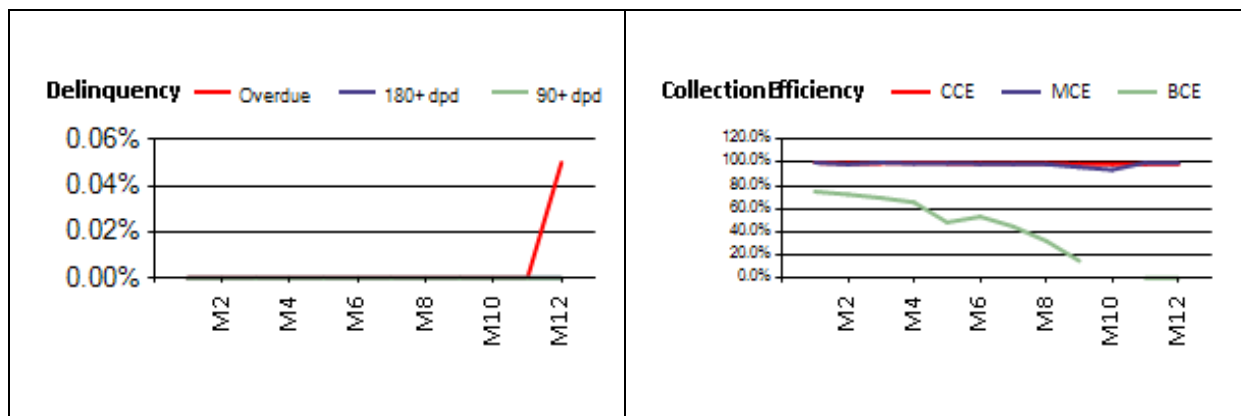 Delinquency Overdue 180+ dpd 90+ dpd
0.06%
0.04%
0.02%
0.00%
M2 M4 M6 M8 M10 M12
Collection Efficiency CCE MCE BCE
120.0%
100.0%
80.0%
60.0%
40.0%
20.0%
0.0%
M2 M4 M6 M8 M10 M12